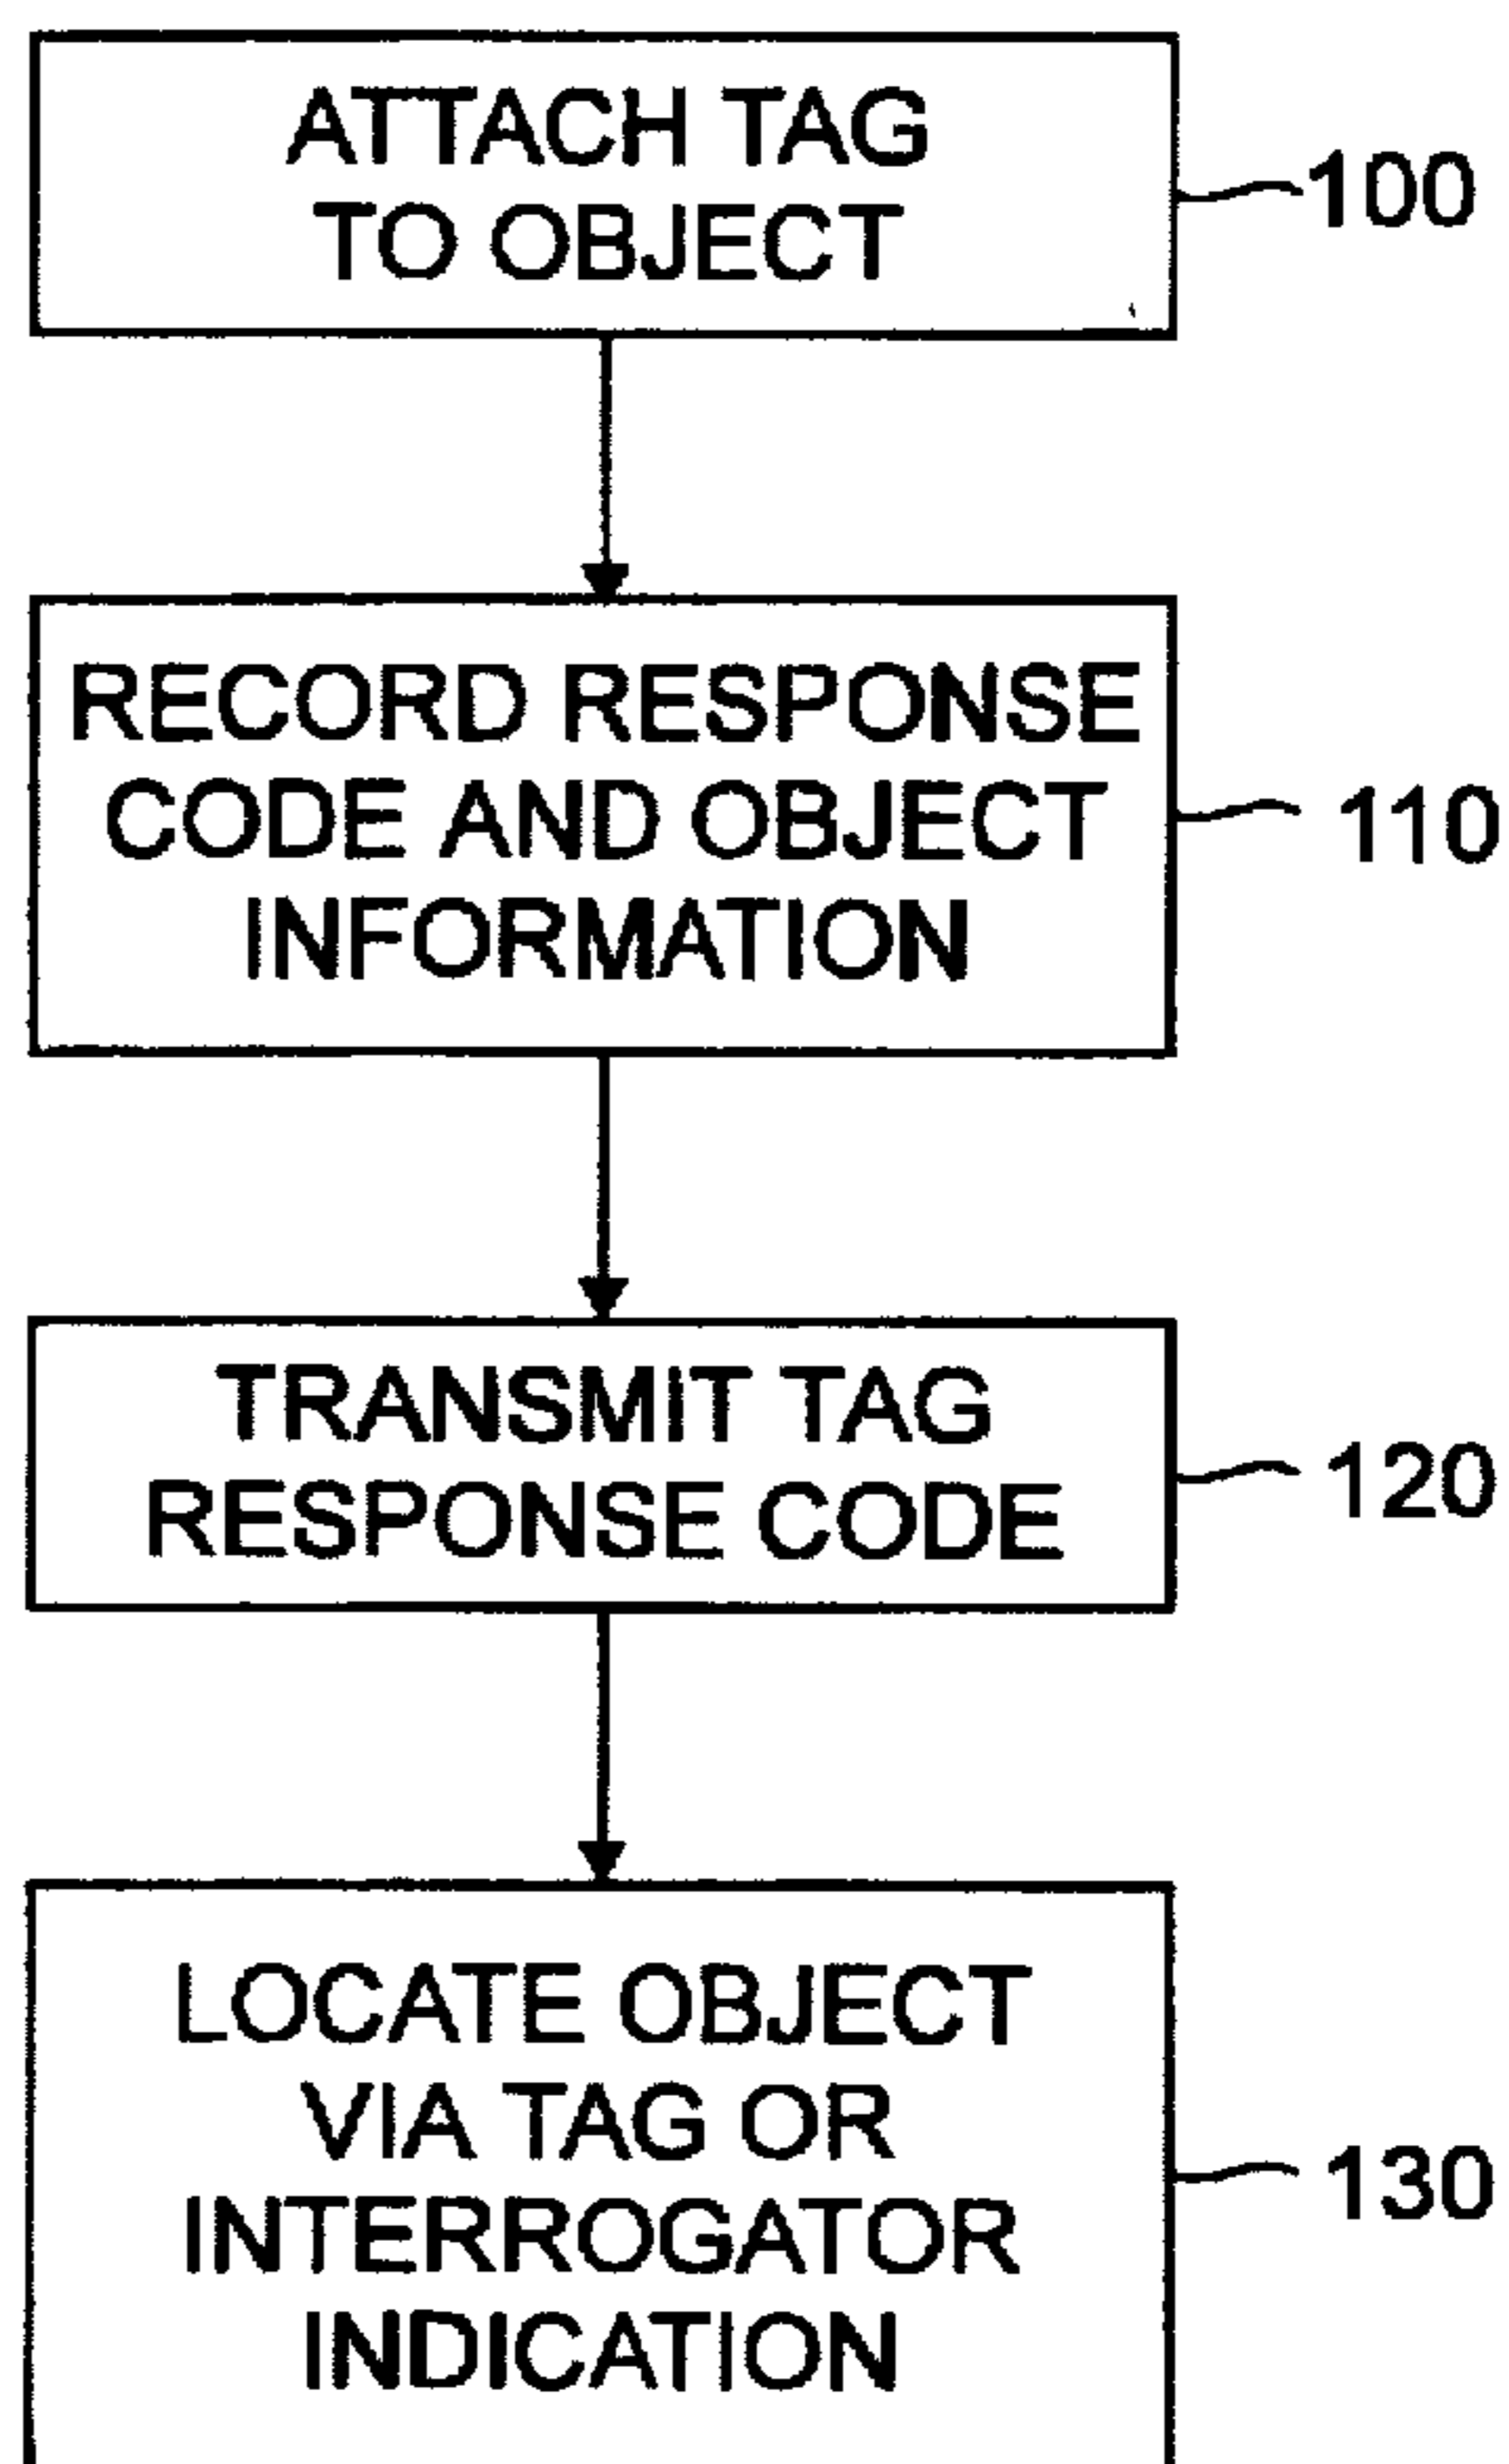 ATTACH TAG
TO OBJECT
100
RECORD RESPONSE
CODE AND OBJECT
INFORMATION
110
TRANSMIT TAG
RESPONSE CODE
120
LOCATE OBJECT
VIA TAG OR
INTERROGATOR
INDICATION
130